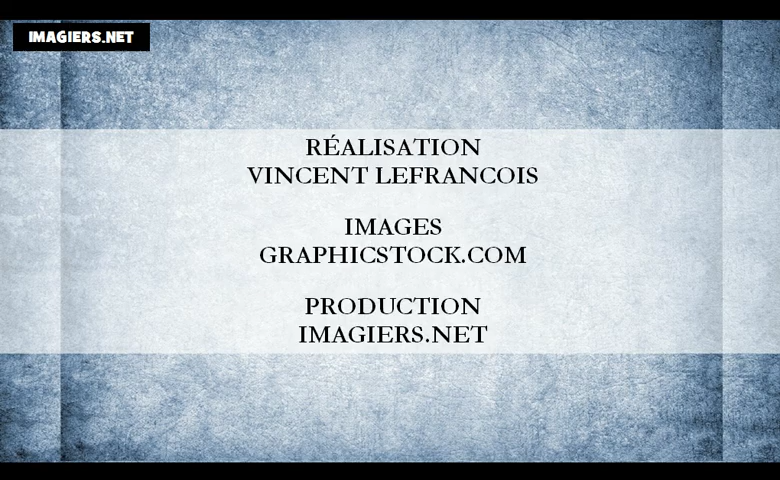 IMAGIERS.NET
RÉALISATION
VINCENT LEFRANCOIS
IMAGES
GRAPHICSTOCK.COM
PRODUCTION
IMAGIERS.NET